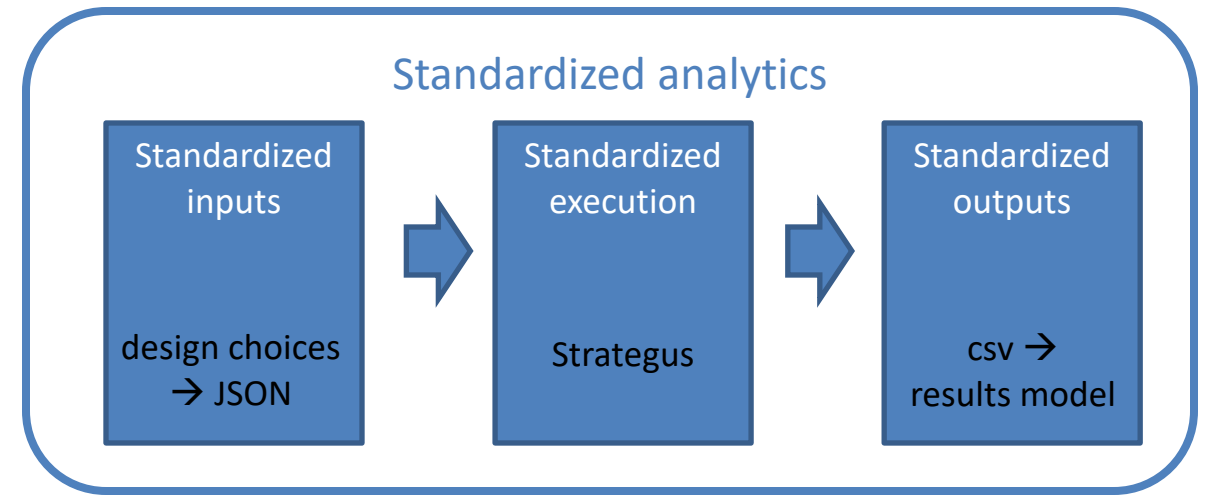 Standardized analytics
Standardized
inputs
design choices
→ JSON
Standardized
execution
Strategus
Standardized
outputs
csv →
results model